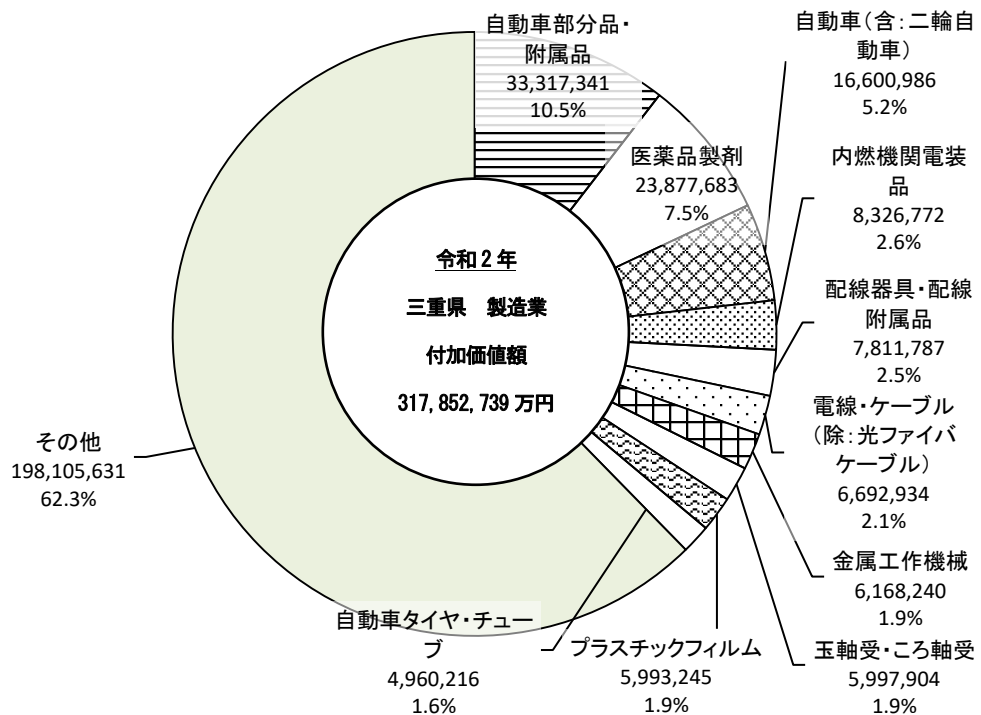 自動車部分品・
附属品
33,317,341
10.5%
医薬品製剤
23,877,683
7.5%
自動車(含:二輪自
動車)
16,600,986
5.2%
内燃機関電装
品
8,326,772
2.6%
配線器具・配線
附属品
7,811,787
2.5%
電線・ケーブル
(除:光ファイバ
ケーブル)
6,692,934
2.1%
金属工作機械
6,168,240
1.9%
玉軸受・ころ軸受
5,997,904
1.9%
プラスチックフィルム
5,993,245
1.9%
自動車タイヤ・チュー
ブ
4,960,216
1.6%
その他
198,105,631
62.3%
令和2年
三重県 製造業
付加価値額
317,852,739万円